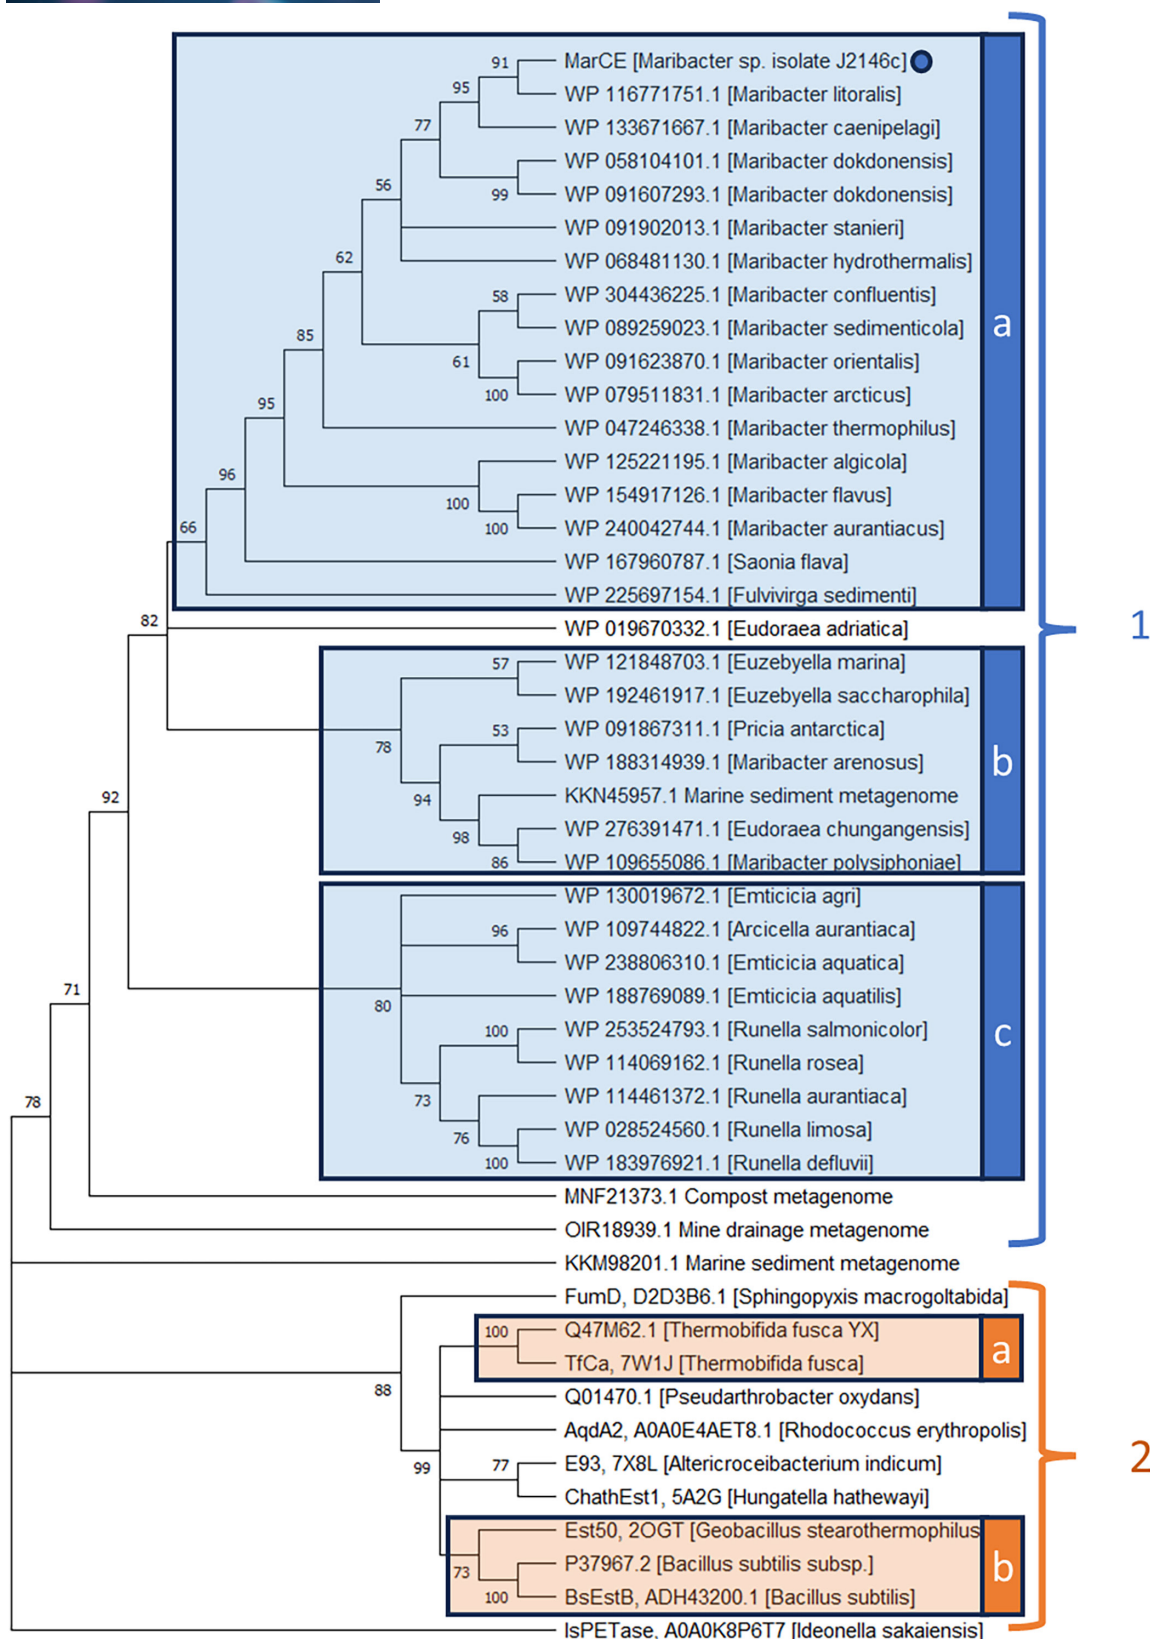 91
MarCE [Maribacter sp. isolate J2146c]
95
WP 116771751.1 [Maribacter litoralis]
77
WP 133671667.1 [Maribacter caenipelagi]
WP 058104101.1 [Maribacter dokdonensis]
56
99
WP 091607293.1 [Maribacter dokdonensis]
WP 091902013.1 [Maribacter stanieri]
62
WP 068481130.1 [Maribacter hydrothermalis]
58
WP 304436225.1 [Maribacter confluentis]
a
85
WP 089259023.1 [Maribacter sedimenticola]
61
WP 091623870.1 [Maribacter orientalis]
95
100
WP 079511831.1 [Maribacter arcticus]
WP 047246338.1 [Maribacter thermophilus]
96
WP 125221195.1 [Maribacter algicola]
100
WP 154917126.1 [Maribacter flavus]
66
100
WP 240042744.1 [Maribacter aurantiacus]
WP 167960787.1 [Saonia flava]
WP 225697154.1 [Fulvivirga sedimenti]
82
WP 019670332.1 [Eudoraea adriatica]
1
57
WP 121848703.1 [Euzebyella marina]
WP 192461917.1 [Euzebyella saccharophila]
78
53
WP 091867311.1 [Pricia antarctica]
WP 188314939.1 [Maribacter arenosus]
b
92
94
KKN45957.1 Marine sediment metagenome
98
WP 276391471.1 [Eudoraea chungangensis]
86
WP 109655086.1 [Maribacter polysiphoniae]
WP 130019672.1 [Emticicia agri]
96
WP 109744822.1 [Arcicella aurantiaca]
WP 238806310.1 [Emticicia aquatica]
71
80
WP 188769089.1 [Emticicia aquatilis]
100
WP 253524793.1 [Runella salmonicolor]
c
WP 114069162.1 [Runella rosea]
78
73
WP 114461372.1 [Runella aurantiaca]
76
WP 028524560.1 [Runella limosa]
100
WP 183976921.1 [Runella defluvii]
MNF21373.1 Compost metagenome
OIR18939.1 Mine drainage metagenome
KKM98201.1 Marine sediment metagenome
FumD, D2D3B6.1 [Sphingopyxis macrogoltabida]
100
Q47M62.1 [Thermobifida fusca YX]
a
TfCa, 7W1J [Thermobifida fusca]
88
Q01470.1 [Pseudarthrobacter oxydans]
AqdA2, A0A0E4AET8.1 [Rhodococcus erythropolis]
99
77
E93, 7X8L [Altericroceibacterium indicum]
2
ChathEst1, 5A2G [Hungatella hathewayi]
Est50, 2OGT [Geobacillus stearothermophilus
73
P37967.2 [Bacillus subtilis subsp.]
b
100
BsEstB, ADH43200.1 [Bacillus subtilis]
IsPETase, A0A0K8P6T7 [Ideonella sakaiensis]